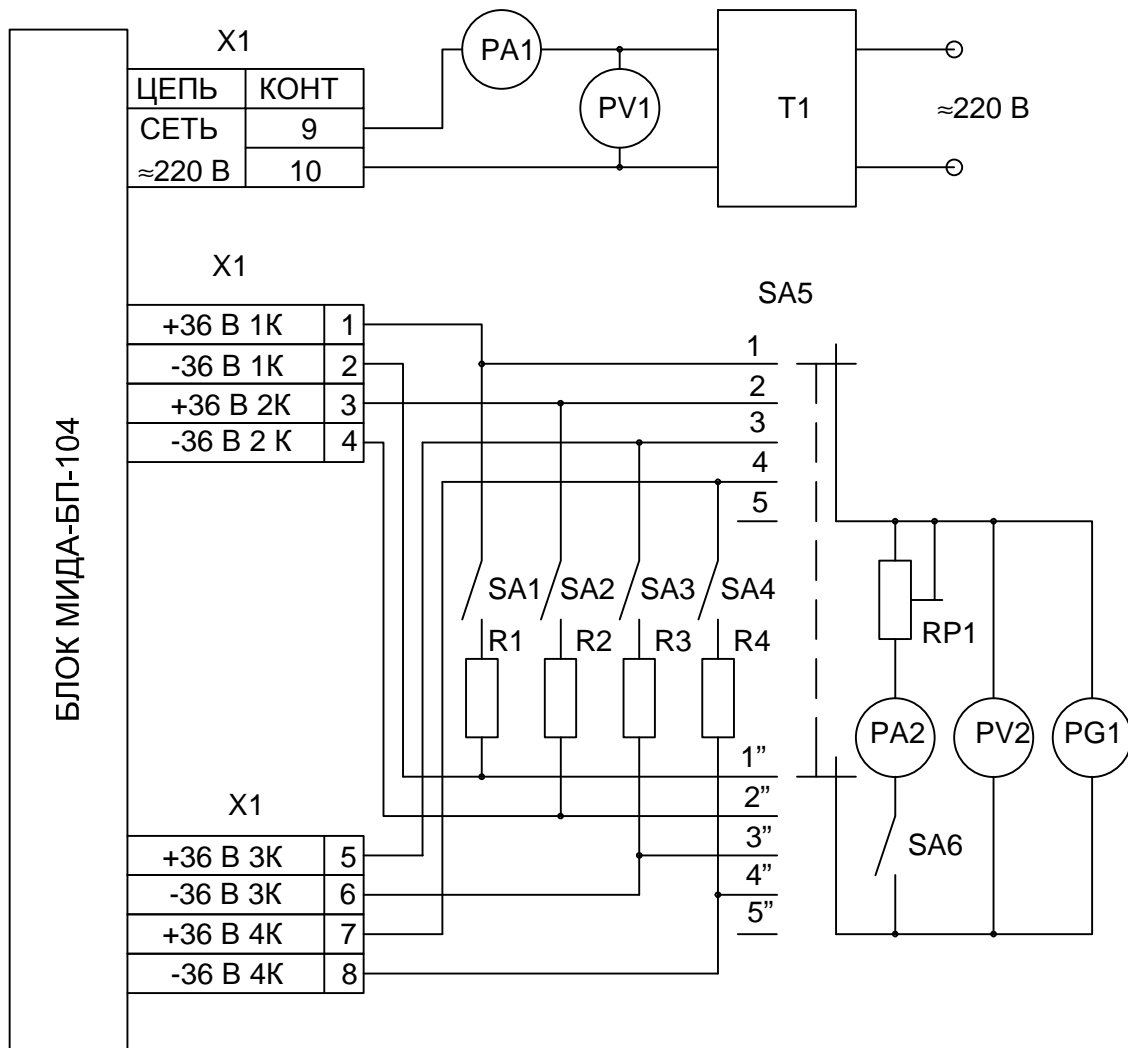 БЛОК МИДА-БП-104
X1
ЦЕПЬ КОНТ
СЕТЬ 9
≈220 В 10
PA1
PV1
T1
≈220 В
X1
+36 В 1К 1
-36 В 1К 2
+36 В 2К 3
-36 В 2 К 4
SA5
1
2
3
4
5
SA1 SA2 SA3 SA4
R1 R2 R3 R4
RP1
PA2 PV2 PG1
1”
2”
3”
4”
5”
SA6
X1
+36 В 3К 5
-36 В 3К 6
+36 В 4К 7
-36 В 4К 8